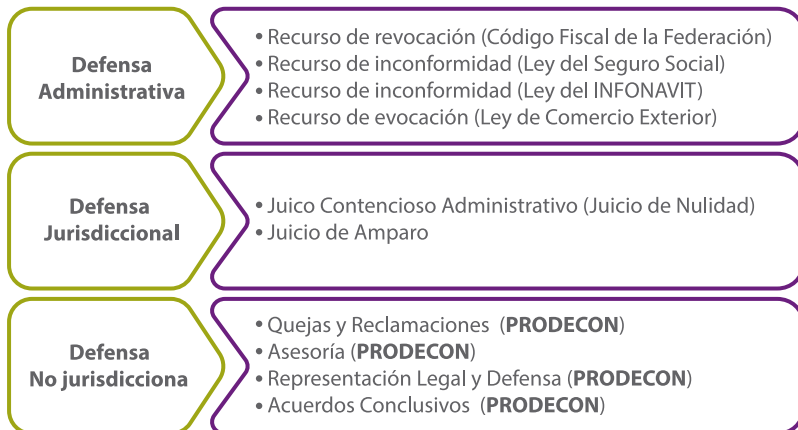 Defensa
Administrativa
• Recurso de revocación (Código Fiscal de la Federación)
• Recurso de inconformidad (Ley del Seguro Social)
• Recurso de inconformidad (Ley del INFONAVIT)
• Recurso de evocación (Ley de Comercio Exterior)
Defensa
Jurisdiccional
• Juico Contencioso Administrativo (Juicio de Nulidad)
• Juicio de Amparo
Defensa
No jurisdicciona
• Quejas y Reclamaciones (PRODECON)
• Asesoría (PRODECON)
• Representación Legal y Defensa (PRODECON)
• Acuerdos Conclusivos (PRODECON)